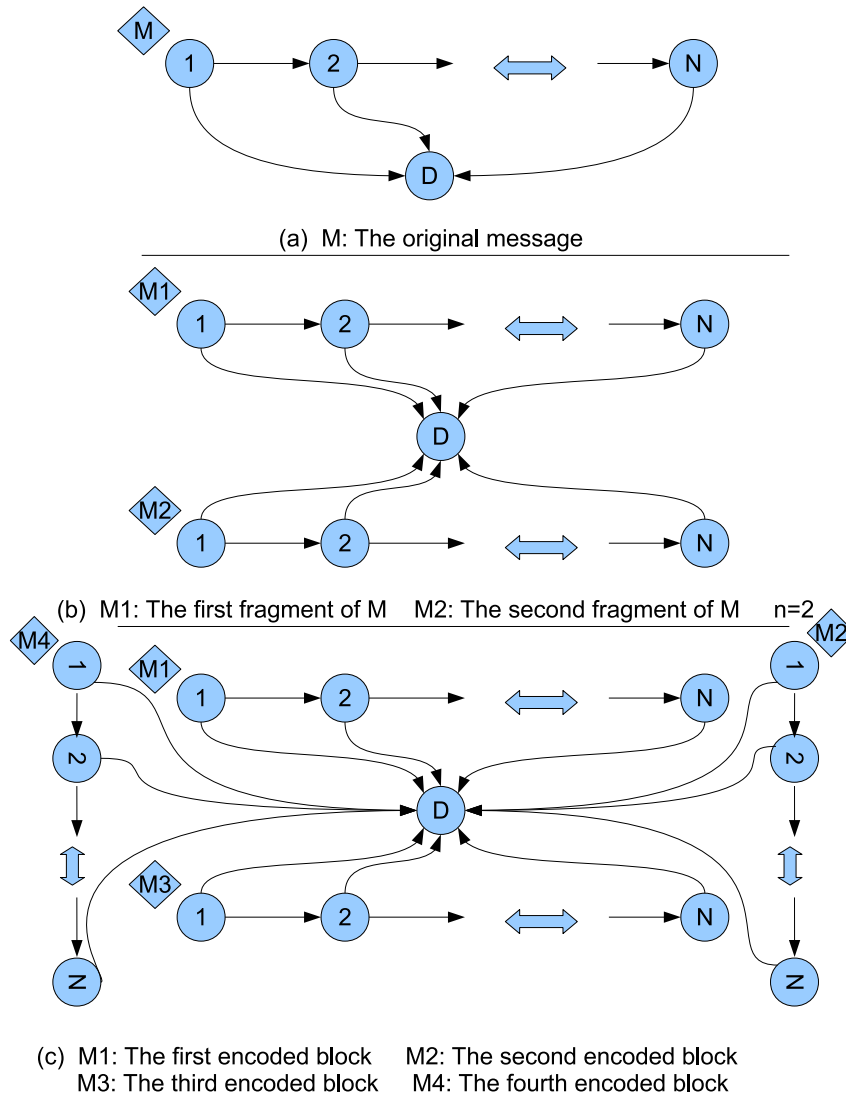 M
1 2 N
D
(a) M: The original message
M1
1 2 N
D
M2
1 2 N
(b) M1: The first fragment of M M2: The second fragment of M n=2
M4 M2
1 M1 1
1 2 N
2 2
D
M3
1 2 N
N N
(c) M1: The first encoded block M2: The second encoded block
M3: The third encoded block M4: The fourth encoded block